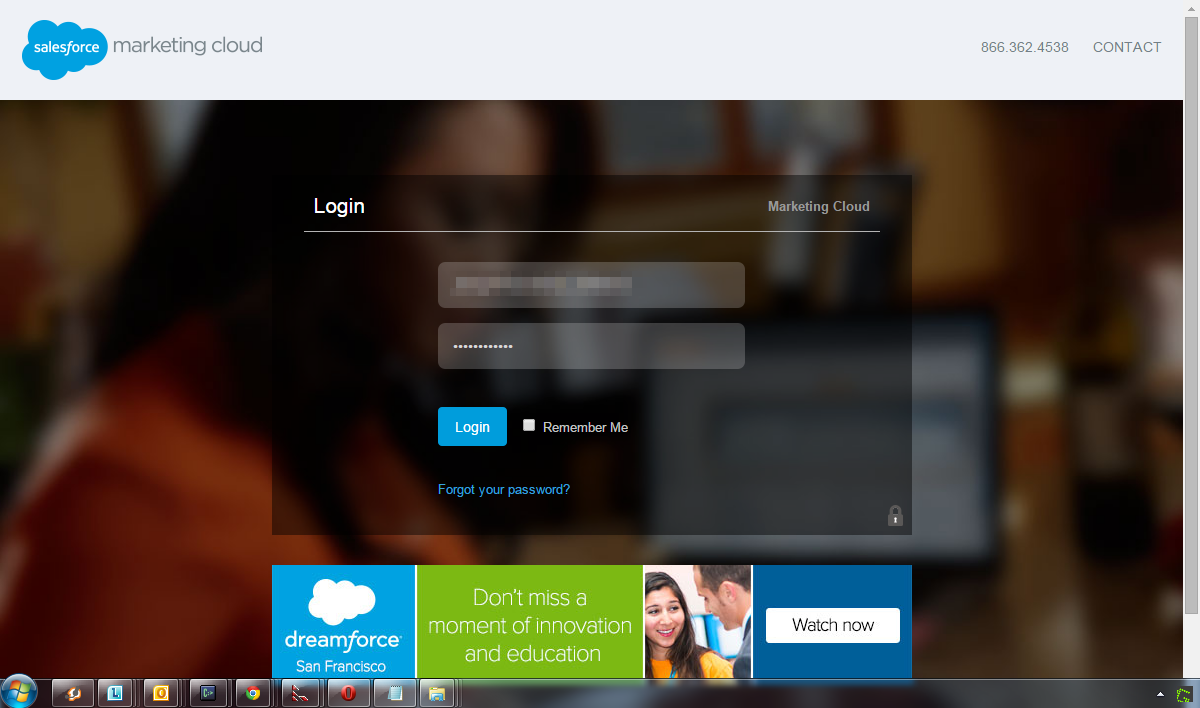 salesforce marketing cloud
866.362.4538 CONTACT
Login
Marketing Cloud
••••••••••••
Login
Remember Me
Forgot your password?
dreamforce
San Francisco
Don't miss a
moment of innovation
and education
Watch now